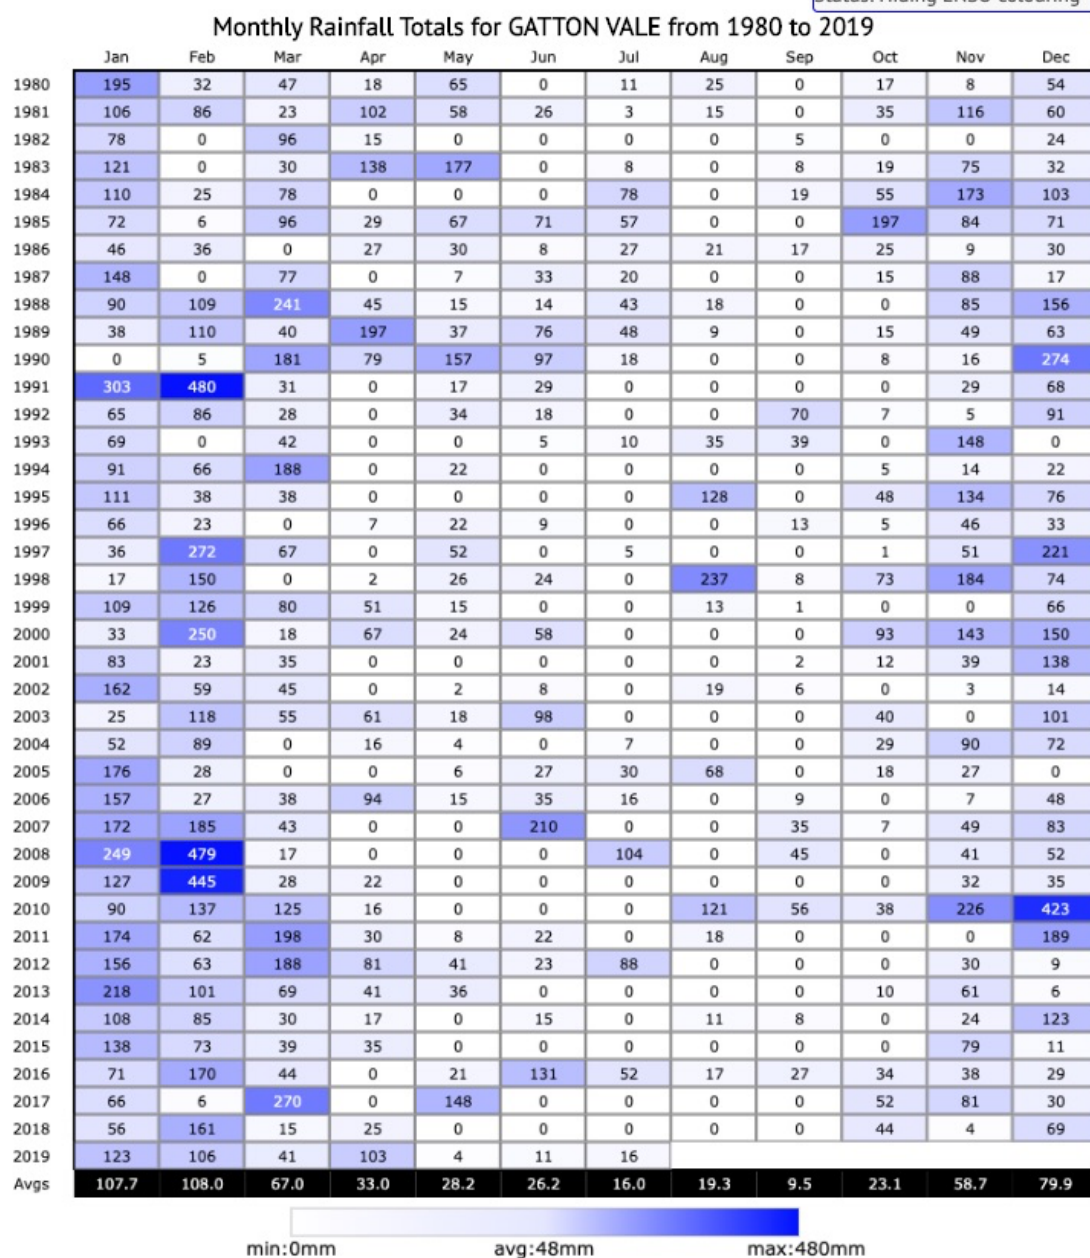 Monthly Rainfall Totals for GATTON VALE from 1980 to 2019
Jan Feb Mar Apr May Jun Jul Aug Sep Oct Nov Dec
1980 195 32 47 18 65 0 11 25 0 17 8 54
1981 106 86 23 102 58 26 3 15 0 35 116 60
1982 78 0 96 15 0 0 0 0 5 0 0 24
1983 121 0 30 138 177 0 8 0 8 19 75 32
1984 110 25 78 0 0 0 78 0 19 55 173 103
1985 72 6 96 29 67 71 57 0 0 197 84 71
1986 46 36 0 27 30 8 27 21 17 25 9 30
1987 148 0 77 0 7 33 20 0 0 15 88 17
1988 90 109 241 45 15 14 43 18 0 0 85 156
1989 38 110 40 197 37 76 48 9 0 15 49 63
1990 0 5 181 79 157 97 18 0 0 8 16 274
1991 303 480 31 0 17 29 0 0 0 0 29 68
1992 65 86 28 0 34 18 0 0 70 7 5 91
1993 69 0 42 0 0 5 10 35 39 0 148 0
1994 91 66 188 0 22 0 0 0 0 5 14 22
1995 111 38 38 0 0 0 0 128 0 48 134 76
1996 66 23 0 7 22 9 0 0 13 5 46 33
1997 36 272 67 0 52 0 5 0 0 1 51 221
1998 17 150 0 2 26 24 0 237 8 73 184 74
1999 109 126 80 51 15 0 0 13 1 0 0 66
2000 33 250 18 67 24 58 0 0 0 93 143 150
2001 83 23 35 0 0 0 0 0 2 12 39 138
2002 162 59 45 0 2 8 0 19 6 0 3 14
2003 25 118 55 61 18 98 0 0 0 40 0 101
2004 52 89 0 16 4 0 7 0 0 29 90 72
2005 176 28 0 0 6 27 30 68 0 18 27 0
2006 157 27 38 94 15 35 16 0 9 0 7 48
2007 172 185 43 0 0 210 0 0 35 7 49 83
2008 249 479 17 0 0 0 104 0 45 0 41 52
2009 127 445 28 22 0 0 0 0 0 0 32 35
2010 90 137 125 16 0 0 0 121 56 38 226 423
2011 174 62 198 30 8 22 0 18 0 0 0 189
2012 156 63 188 81 41 23 88 0 0 0 30 9
2013 218 101 69 41 36 0 0 0 0 10 61 6
2014 108 85 30 17 0 15 0 11 8 0 24 123
2015 138 73 39 35 0 0 0 0 0 0 79 11
2016 71 170 44 0 21 131 52 17 27 34 38 29
2017 66 6 270 0 148 0 0 0 0 52 81 30
2018 56 161 15 25 0 0 0 0 0 44 4 69
2019 123 106 41 103 4 11 16
Avgs 107.7 108.0 67.0 33.0 28.2 26.2 16.0 19.3 9.5 23.1 58.7 79.9
min:0mm avg:48mm max:480mm